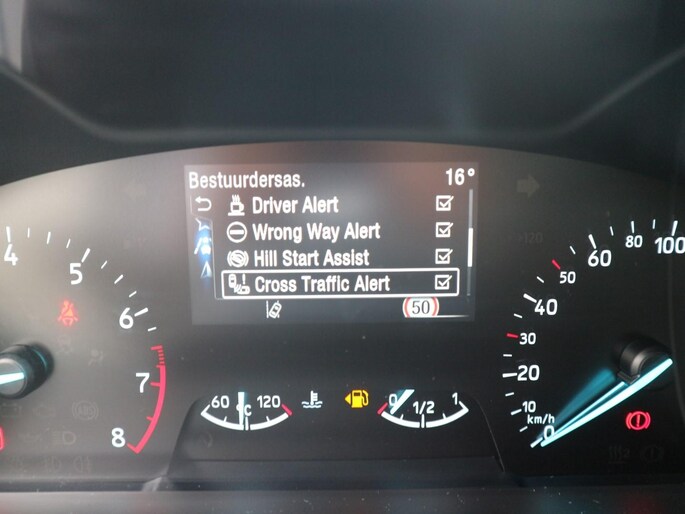 Bestuurdersas. 16°
Driver Alert
Wrong Way Alert
Hill Start Assist
Cross Traffic Alert
50
4
5
6
7
8
60 °C 120
0 1/2 1
0
10
20
30
40
50
60
80
100
120
km/h